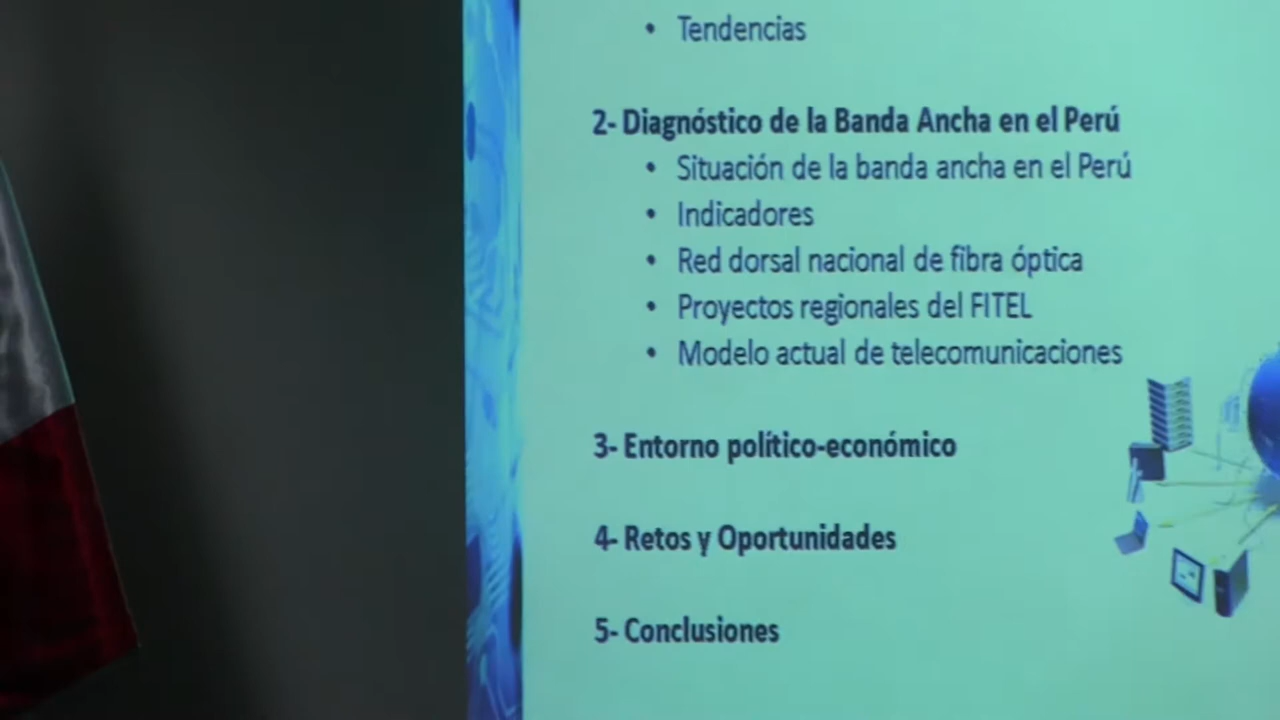 • Tendencias
2- Diagnóstico de la Banda Ancha en el Perú
• Situación de la banda ancha en el Perú
• Indicadores
• Red dorsal nacional de fibra óptica
• Proyectos regionales del FITEL
• Modelo actual de telecomunicaciones
3- Entorno político-económico
4- Retos y Oportunidades
5- Conclusiones